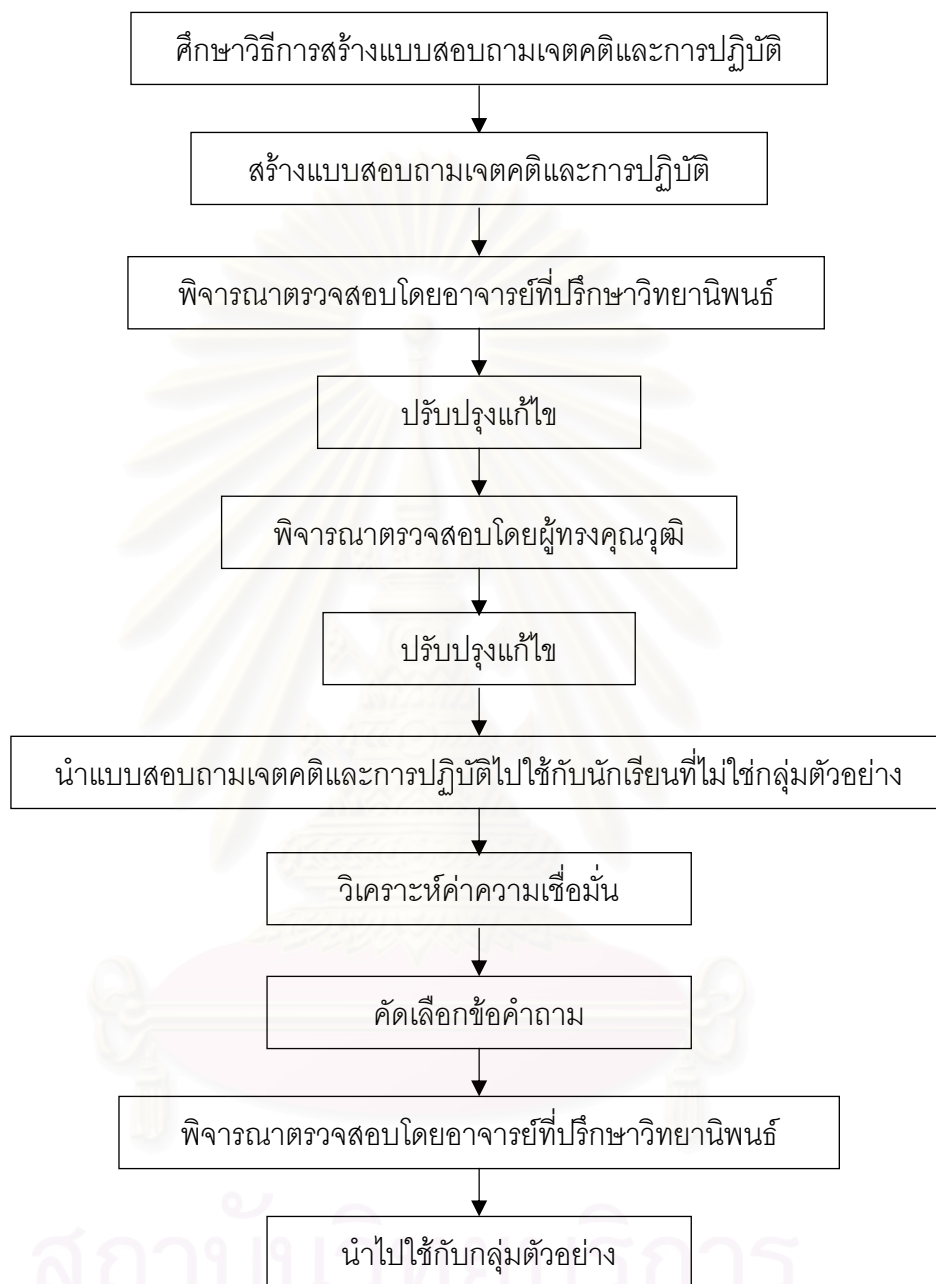 ศึกษาวิธีการสร้างแบบสอบถามเจตคติและการปฏิบัติ
สร้างแบบสอบถามเจตคติและการปฏิบัติ
พิจารณาตรวจสอบโดยอาจารย์ที่ปรึกษาวิทยานิพนธ์
ปรับปรุงแก้ไข
พิจารณาตรวจสอบโดยผู้ทรงคุณวุฒิ
ปรับปรุงแก้ไข
นำแบบสอบถามเจตคติและการปฏิบัติไปใช้กับนักเรียนที่ไม่ใช่กลุ่มตัวอย่าง
วิเคราะห์ค่าความเชื่อมั่น
คัดเลือกข้อคำถาม
พิจารณาตรวจสอบโดยอาจารย์ที่ปรึกษาวิทยานิพนธ์
นำไปใช้กับกลุ่มตัวอย่าง
สถาบันวิทยบริการ